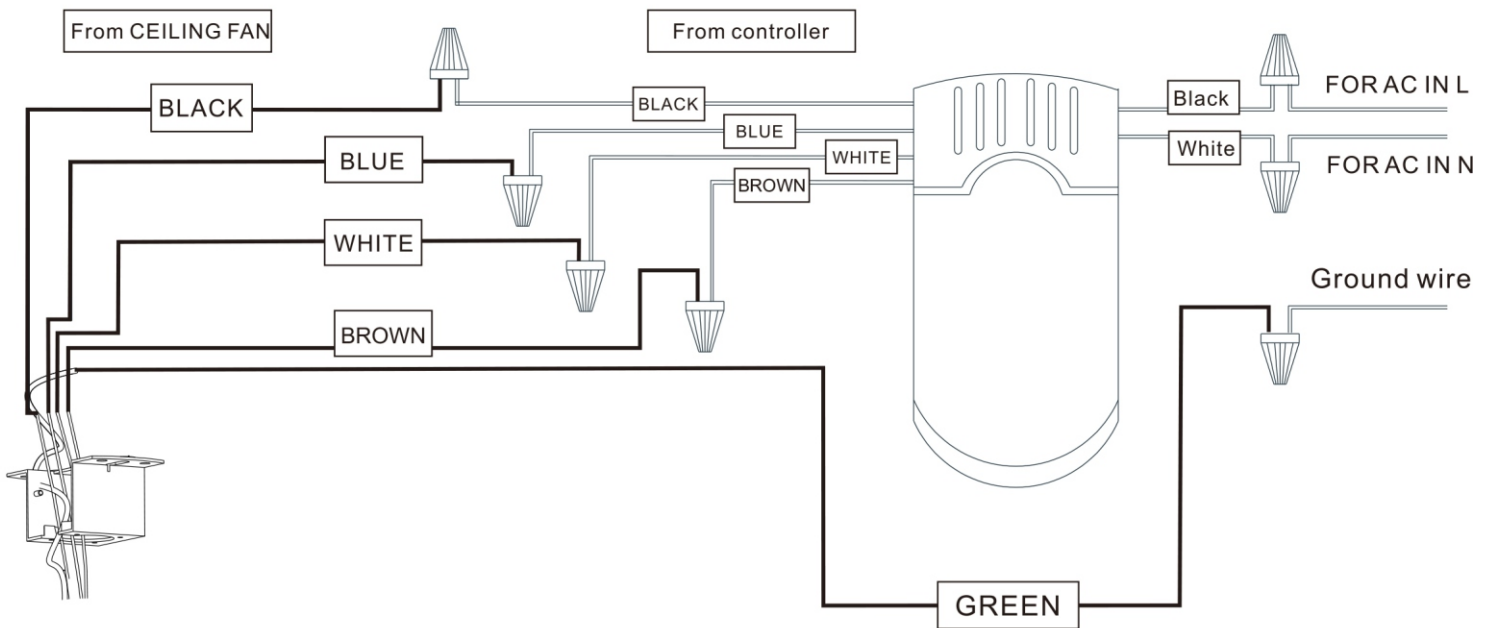 From CEILING FAN
From controller
BLACK
BLACK
Black
FOR AC IN L
BLUE
BLUE
WHITE
White
FOR AC IN N
BROWN
WHITE
BROWN
Ground wire
GREEN